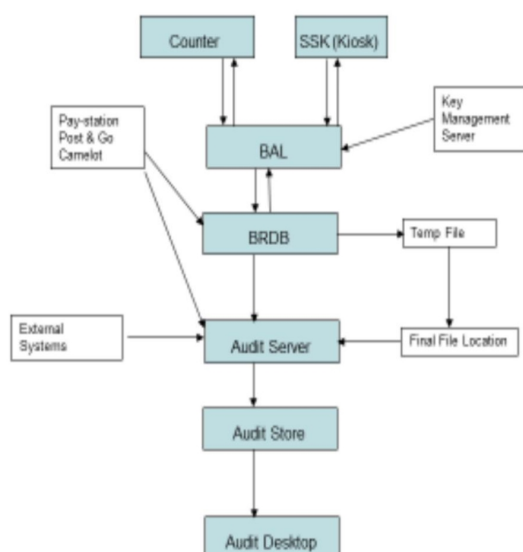 Counter
SSK (Kiosk)
Key
Management
Server
Pay-station
Post & Go
Camelot
BAL
BRDB
Temp File
External
Systems
Audit Server
Final File Location
Audit Store
Audit Desktop